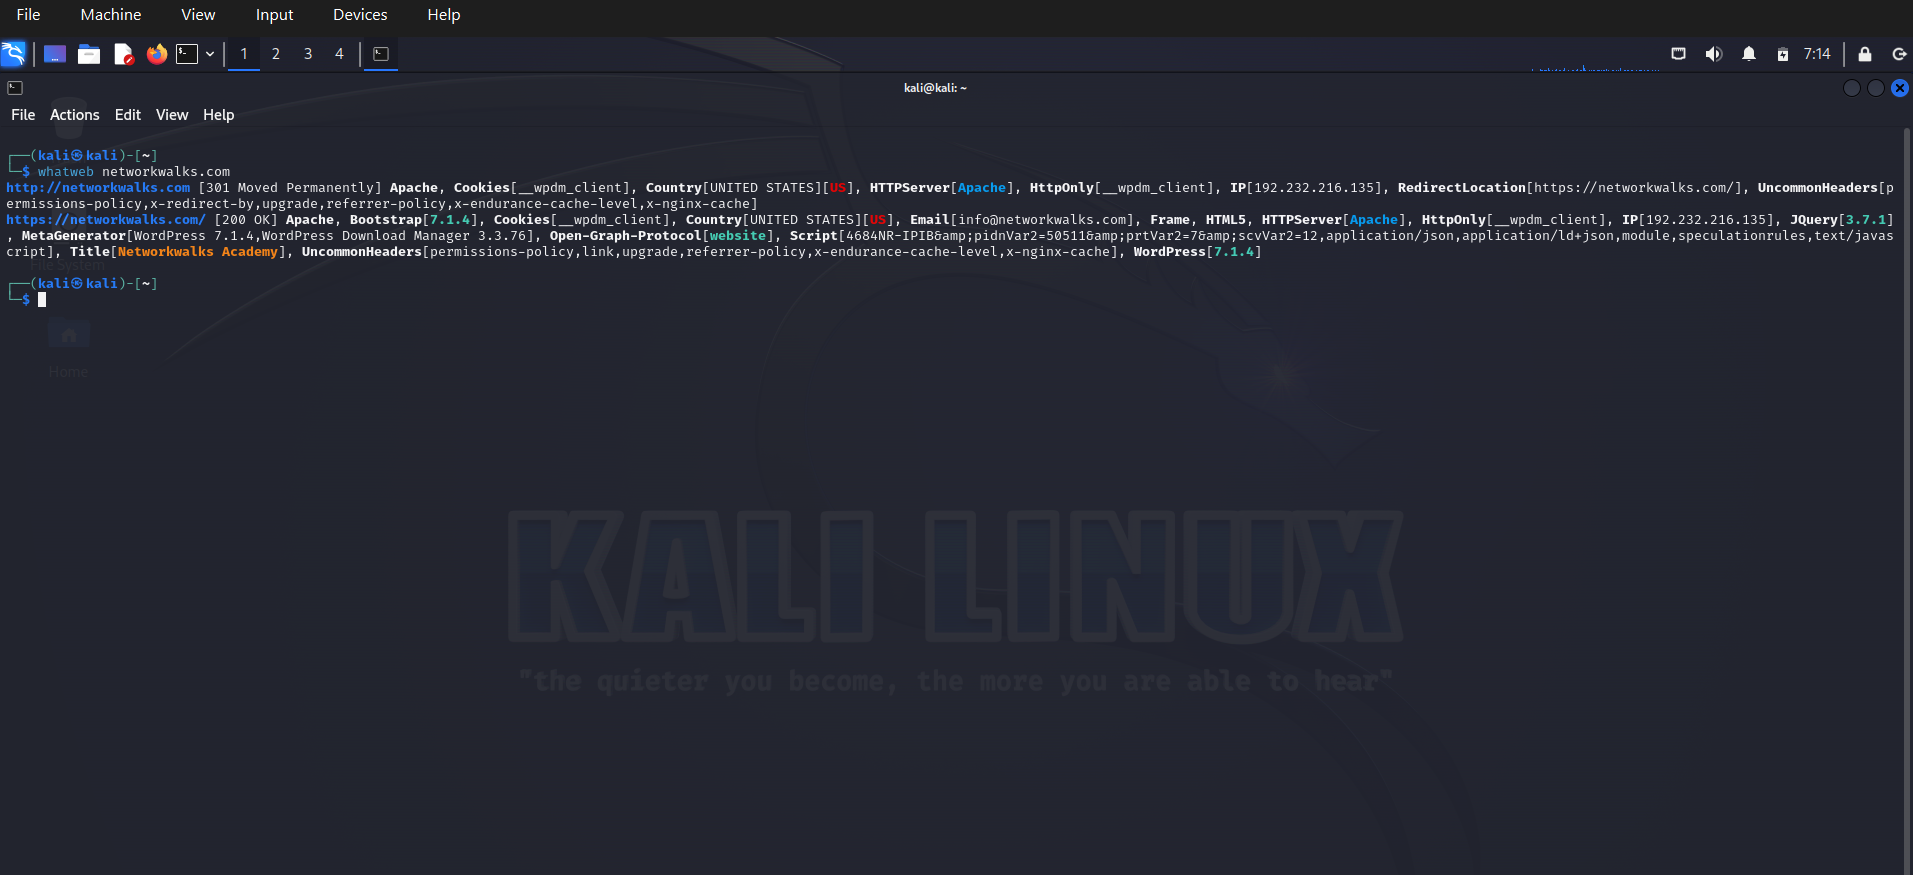 File Machine View Input Devices Help
1 2 3 4 7:14
kali@kali: ~
File Actions Edit View Help
┌──(kali㉿kali)-[~]
└─$ whatweb networkwalks.com
http://networkwalks.com [301 Moved Permanently] Apache, Cookies[__wpdm_client], Country[UNITED STATES][US], HTTPServer[Apache], HttpOnly[__wpdm_client], IP[192.232.216.135], RedirectLocation[https://networkwalks.com/], UncommonHeaders[p
ermissions-policy,x-redirect-by,upgrade,referrer-policy,x-endurance-cache-level,x-nginx-cache]
https://networkwalks.com/ [200 OK] Apache, Bootstrap[7.1.4], Cookies[__wpdm_client], Country[UNITED STATES][US], Email[info@networkwalks.com], Frame, HTML5, HTTPServer[Apache], HttpOnly[__wpdm_client], IP[192.232.216.135], JQuery[3.7.1]
, MetaGenerator[WordPress 7.1.4,WordPress Download Manager 3.3.76], Open-Graph-Protocol[website], Script[4684NR-IPIB&amp;pidnVar2=50511&amp;prtVar2=7&amp;scvVar2=12,application/json,application/ld+json,module,speculationrules,text/javas
cript], Title[Networkwalks Academy], UncommonHeaders[permissions-policy,link,upgrade,referrer-policy,x-endurance-cache-level,x-nginx-cache], WordPress[7.1.4]
File System
┌──(kali㉿kali)-[~]
└─$
Home
KALI LINUX
"the quieter you become, the more you are able to hear"